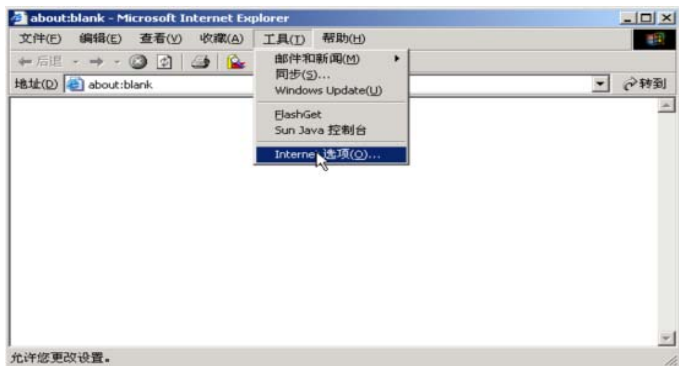 about:blank - Microsoft Internet Explorer
文件(F) 编辑(E) 查看(V) 收藏(A) 工具(T) 帮助(H)
后退
邮件和新闻(M)
同步(S)...
Windows Update(U)
地址(D) about:blank 转到
FlashGet
Sun Java 控制台
Internet 选项(O)...
允许您更改设置。